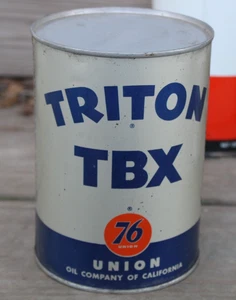 TRITON
TBX
76
UNION
OIL COMPANY OF CALIFORNIA